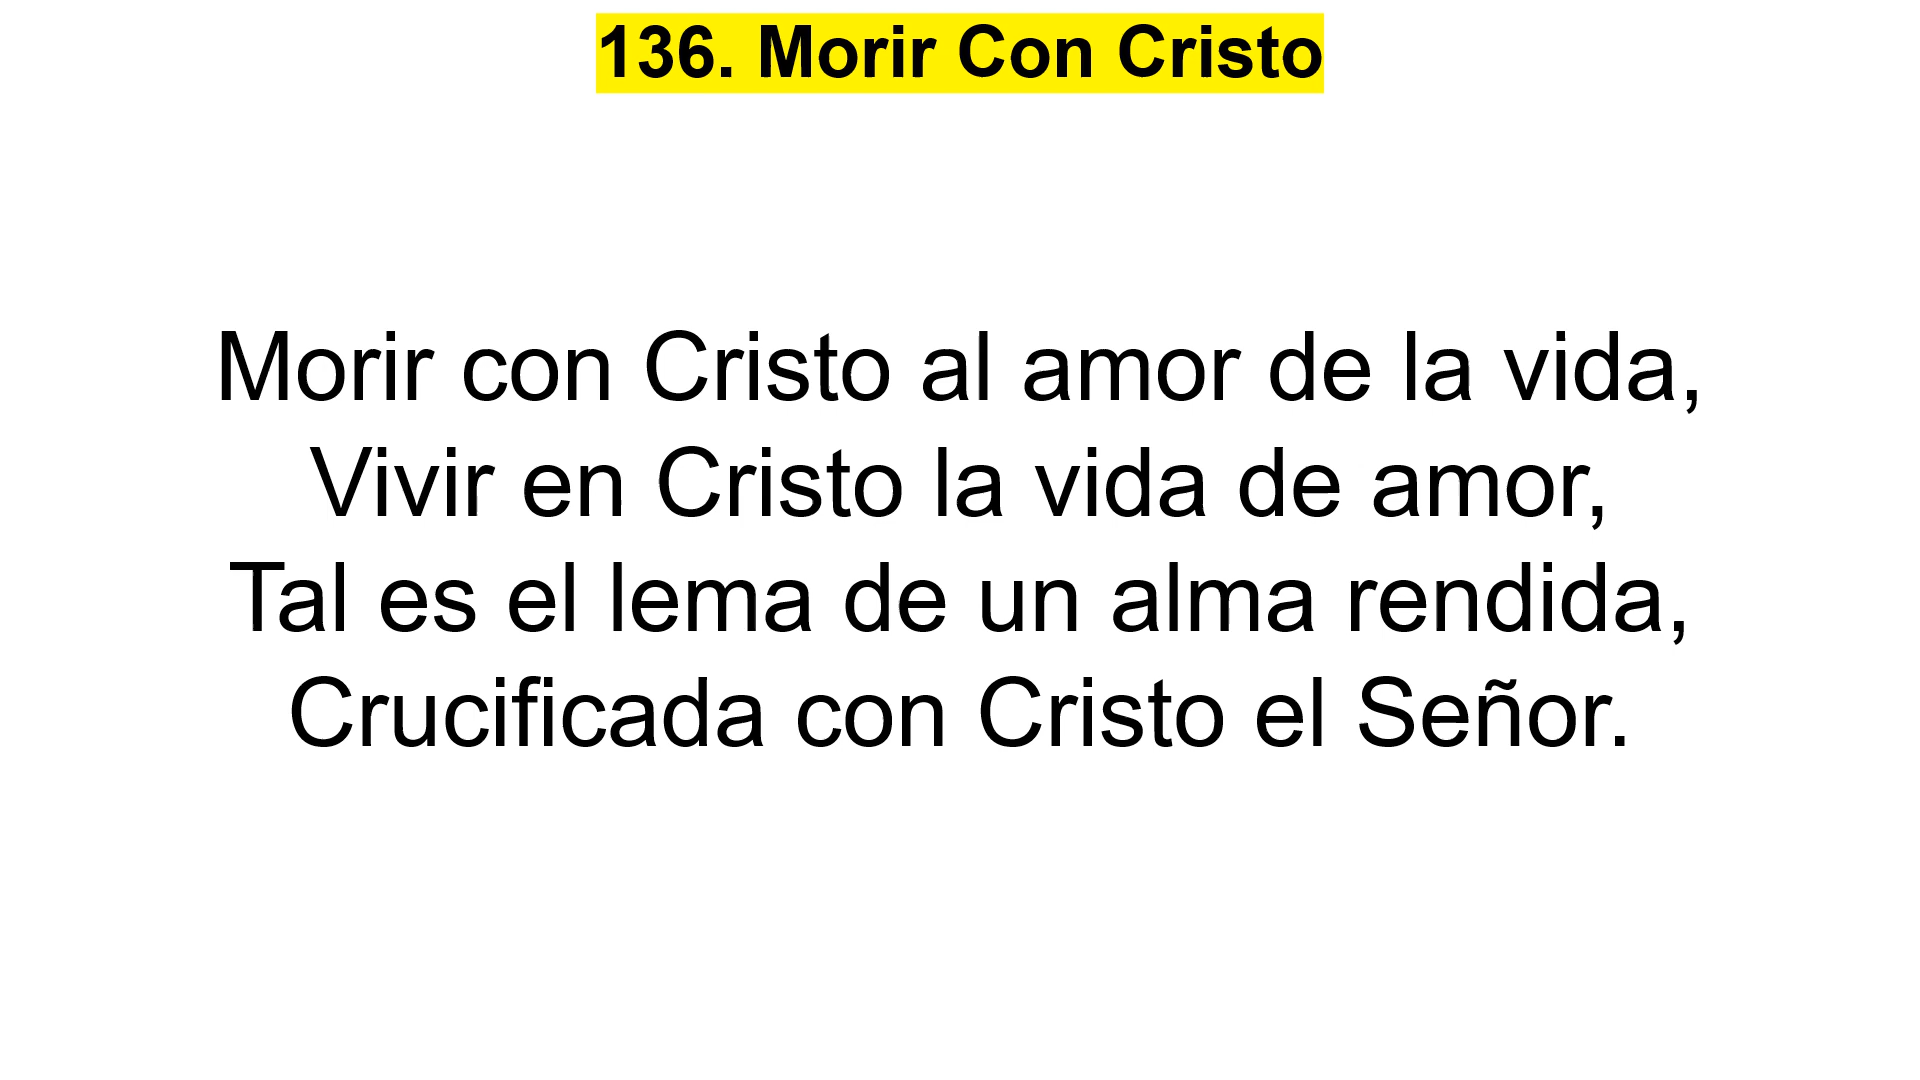 136. Morir Con Cristo
Morir con Cristo al amor de la vida,
Vivir en Cristo la vida de amor,
Tal es el lema de un alma rendida,
Crucificada con Cristo el Señor.